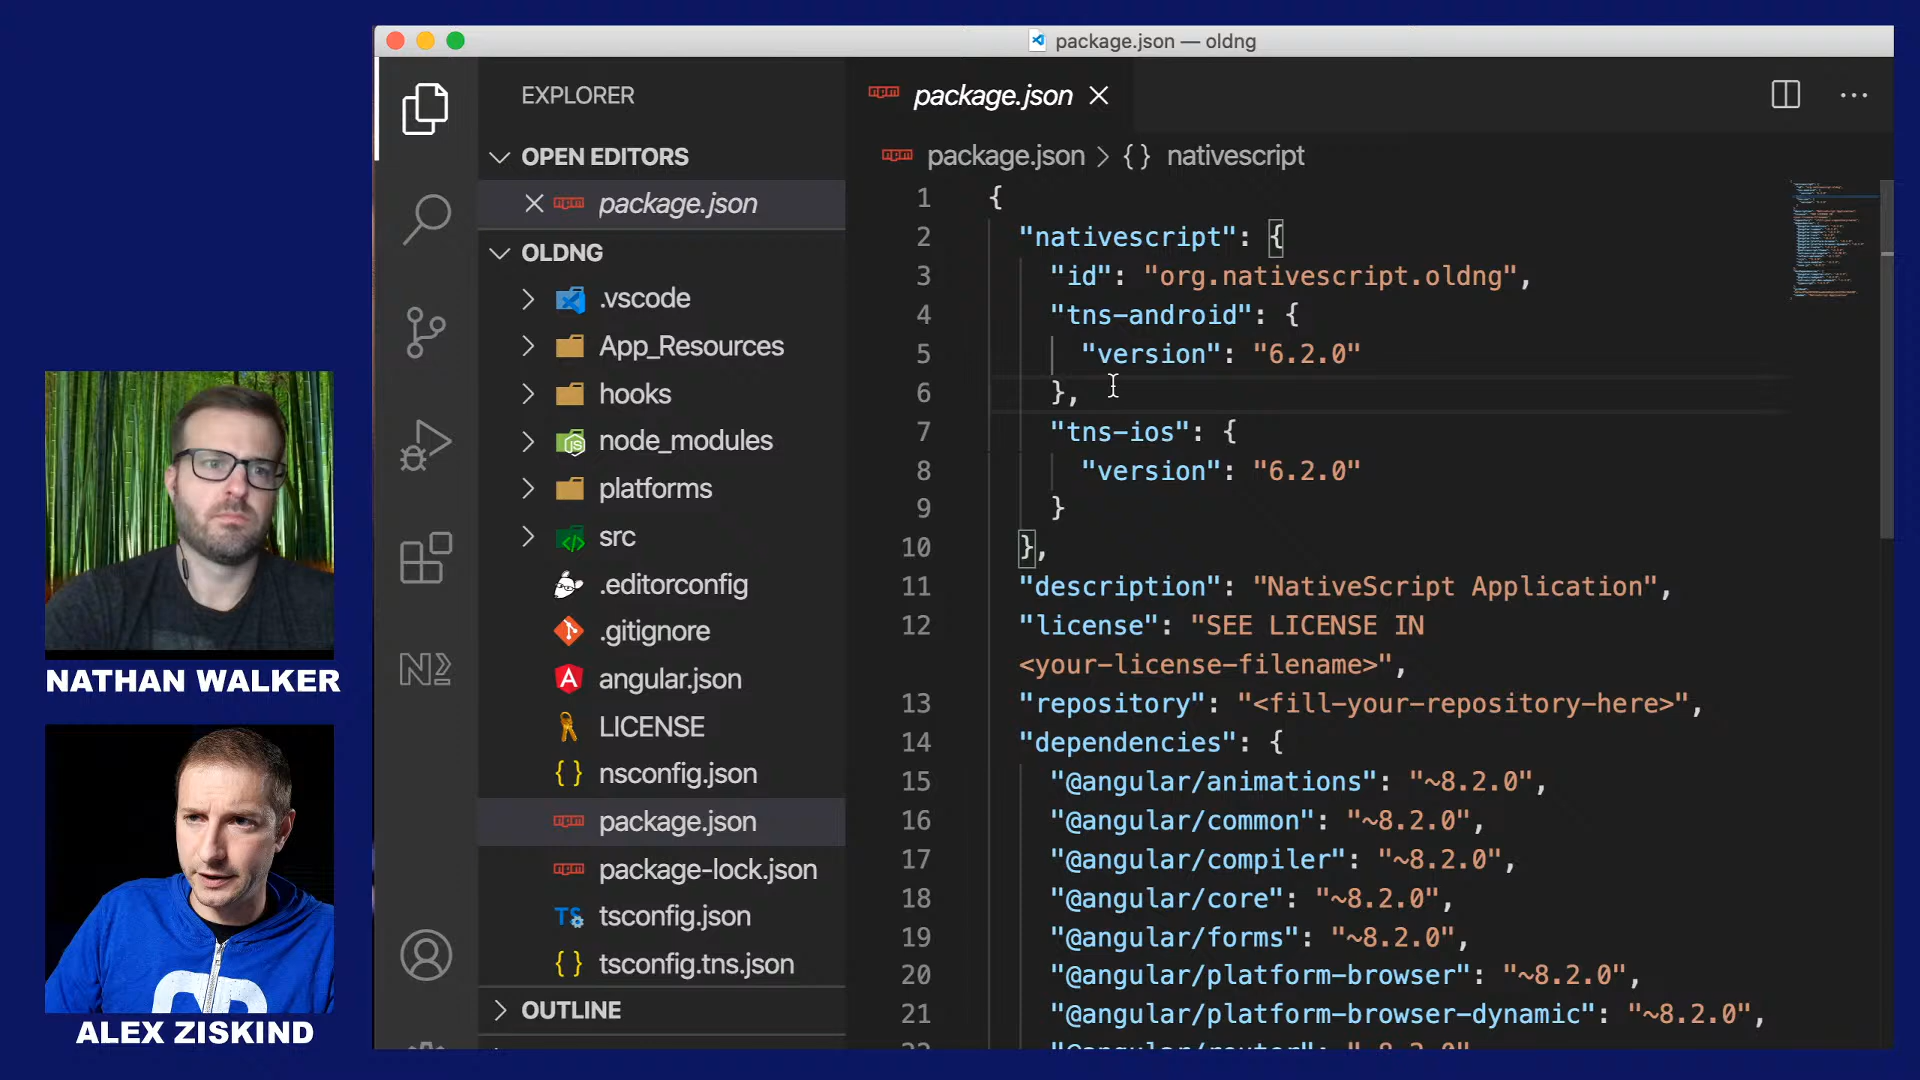 package.json — oldng
EXPLORER
OPEN EDITORS
package.json
OLDNG
.vscode
App_Resources
hooks
node_modules
platforms
src
.editorconfig
.gitignore
angular.json
LICENSE
nsconfig.json
package.json
package-lock.json
tsconfig.json
tsconfig.tns.json
OUTLINE
package.json
package.json > {} nativescript
1 {
2 "nativescript": {
3 "id": "org.nativescript.oldng",
4 "tns-android": {
5 "version": "6.2.0"
6 },
7 "tns-ios": {
8 "version": "6.2.0"
9 }
10 },
11 "description": "NativeScript Application",
12 "license": "SEE LICENSE IN
<your-license-filename>",
13 "repository": "<fill-your-repository-here>",
14 "dependencies": {
15 "@angular/animations": "~8.2.0",
16 "@angular/common": "~8.2.0",
17 "@angular/compiler": "~8.2.0",
18 "@angular/core": "~8.2.0",
19 "@angular/forms": "~8.2.0",
20 "@angular/platform-browser": "~8.2.0",
21 "@angular/platform-browser-dynamic": "~8.2.0",
NATHAN WALKER
ALEX ZISKIND